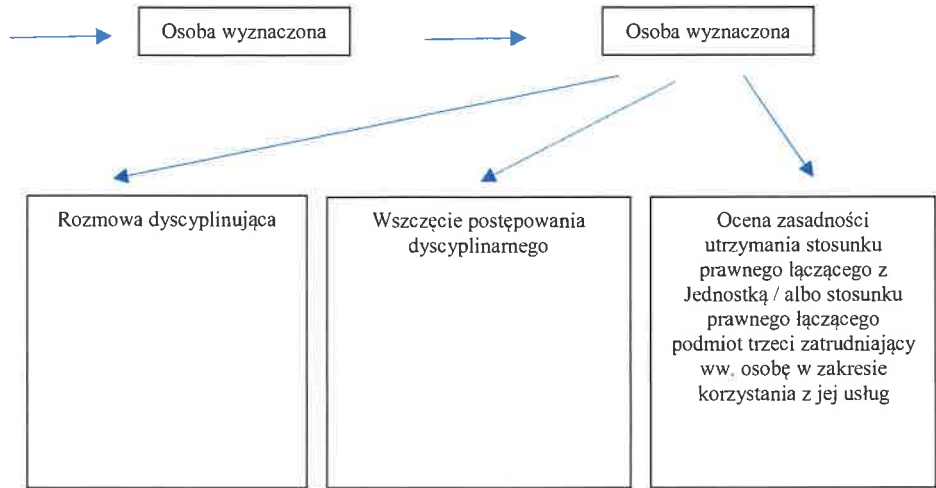 Osoba wyznaczona
Osoba wyznaczona
Rozmowa dyscyplinująca
Wszczęcie postępowania
dyscyplinarnego
Ocena zasadności
utrzymania stosunku
prawnego łączącego z
Jednostką / albo stosunku
prawnego łączącego
podmiot trzeci zatrudniający
ww. osobę w zakresie
korzystania z jej usług